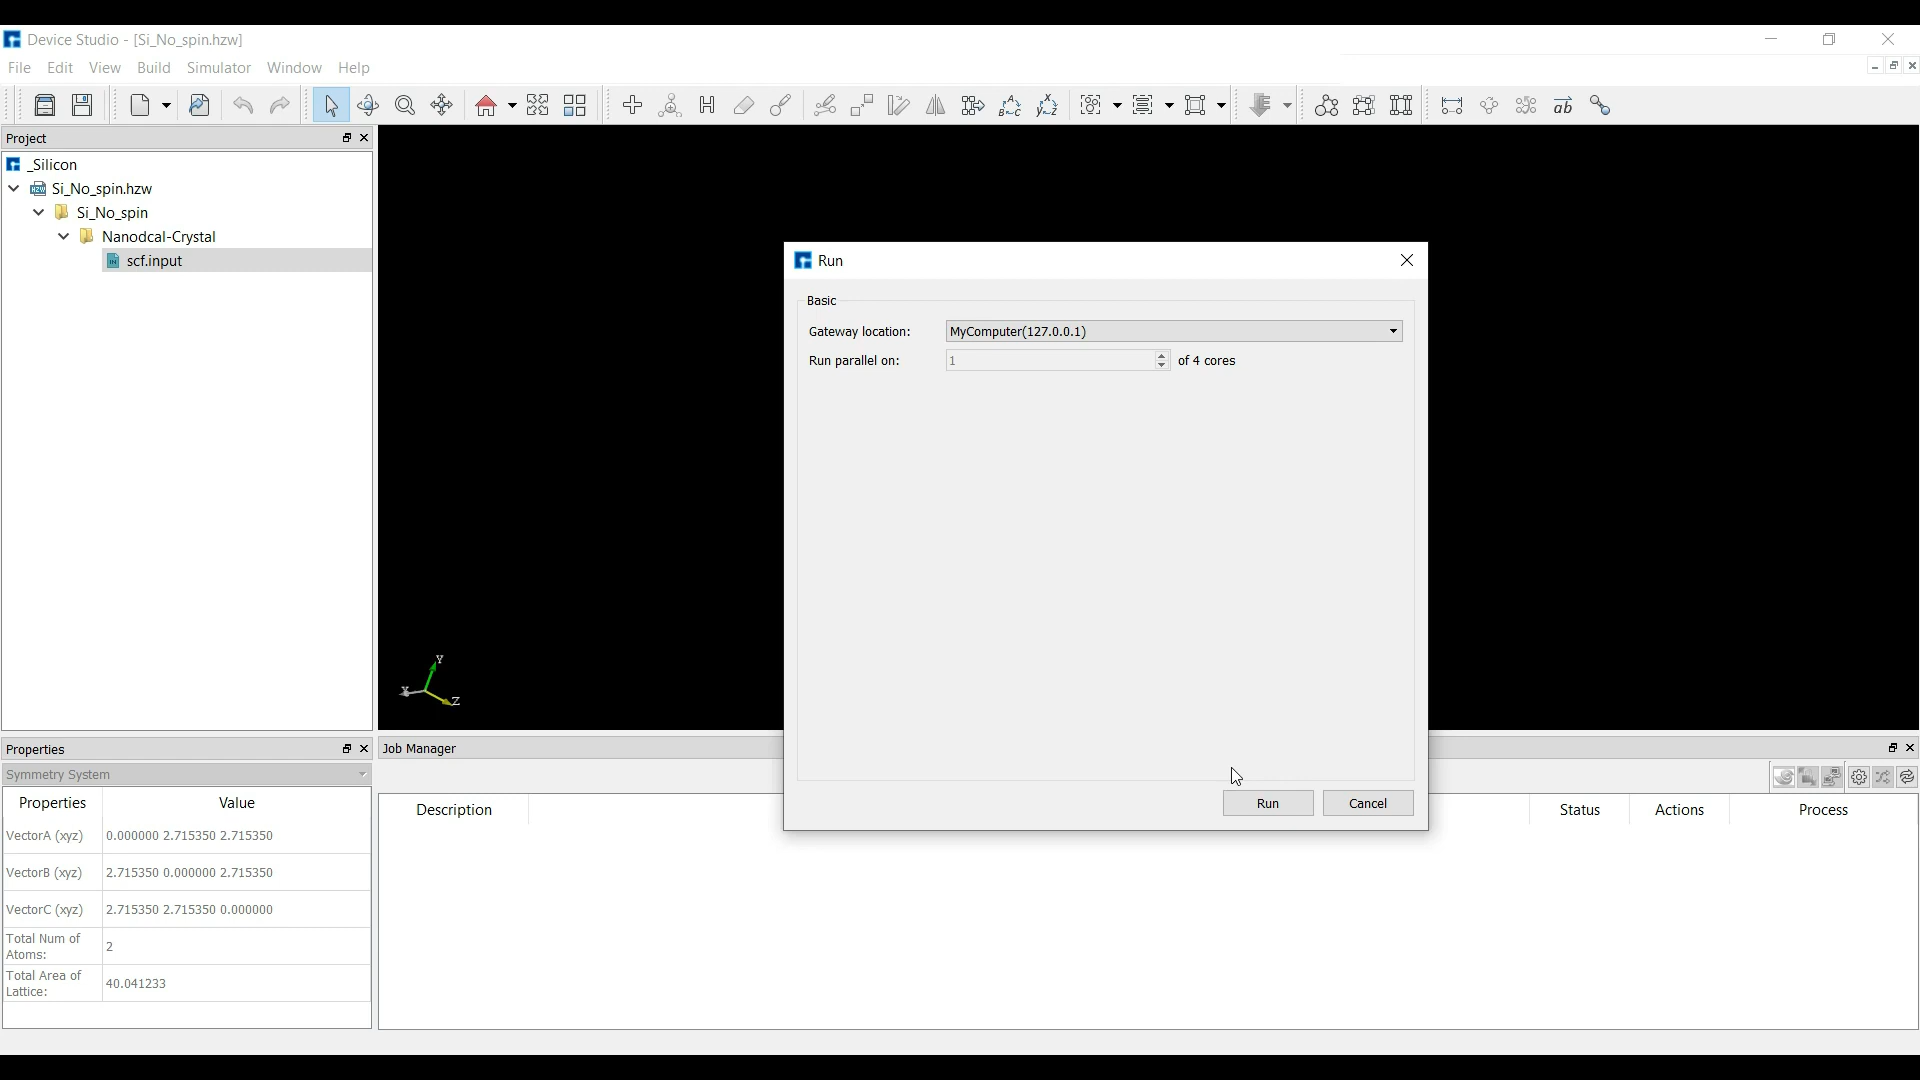 Device Studio - [Si_No_spin.hzw]
File Edit View Build Simulator Window Help
Project
_Silicon
Si_No_spin.hzw
Si_No_spin
Nanodcal-Crystal
scf.input
Run
Basic
Gateway location: MyComputer(127.0.0.1)
Run parallel on: 1 of 4 cores
Run Cancel
Y
X
Z
Properties
Symmetry System
Properties Value
VectorA (xyz) 0.000000 2.715350 2.715350
VectorB (xyz) 2.715350 0.000000 2.715350
VectorC (xyz) 2.715350 2.715350 0.000000
Total Num of
Atoms: 2
Total Area of
Lattice: 40.041233
Job Manager
Description Status Actions Process